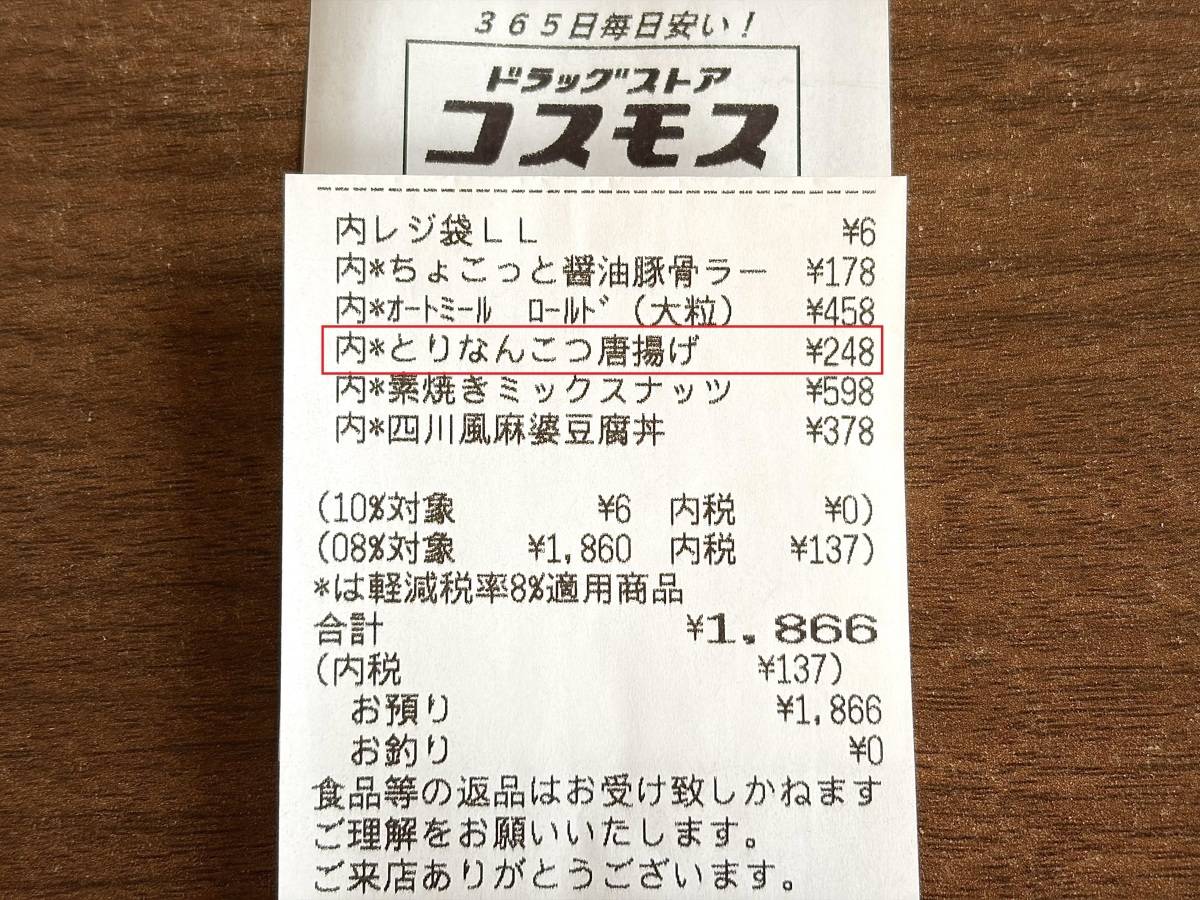 365日毎日安い!
ドラッグストア
コスモス
内レジ袋LL ¥6
内*ちょこっと醤油豚骨ラー ¥178
内*オートミール ロールド(大粒) ¥458
内*とりなんこつ唐揚げ ¥248
内*素焼きミックスナッツ ¥598
内*四川風麻婆豆腐丼 ¥378
(10%対象 ¥6 内税 ¥0)
(08%対象 ¥1,860 内税 ¥137)
*は軽減税率8%適用商品
合計 ¥1,866
(内税 ¥137)
お預り ¥1,866
お釣り ¥0
食品等の返品はお受け致しかねます
ご理解をお願いいたします。
ご来店ありがとうございます。